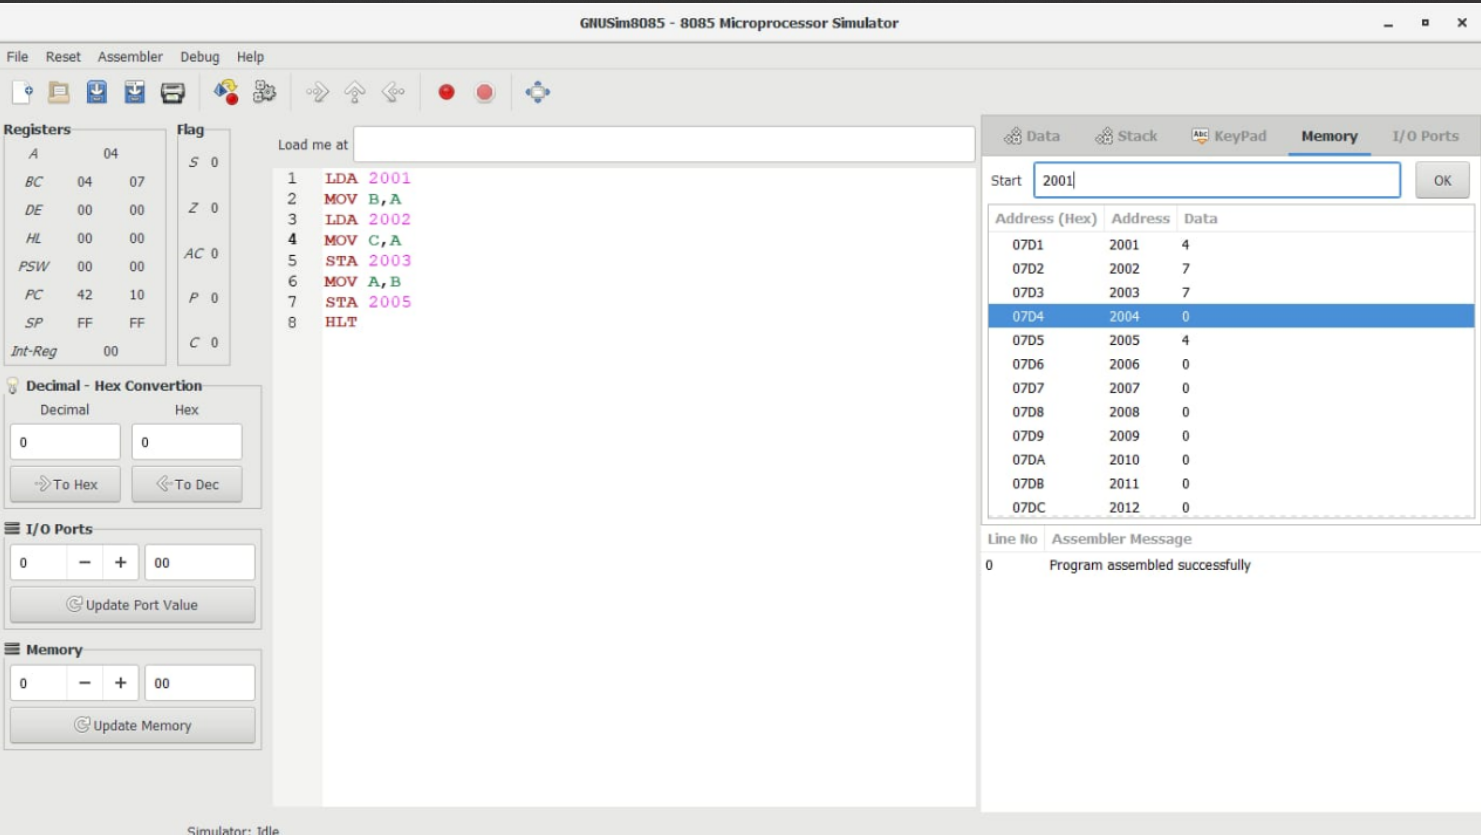 GNUSim8085 - 8085 Microprocessor Simulator
File Reset Assembler Debug Help
Registers
A 04
BC 04 07
DE 00 00
HL 00 00
PSW 00 00
PC 42 10
SP FF FF
Int-Reg 00
Flag
S 0
Z 0
AC 0
P 0
C 0
Decimal - Hex Convertion
Decimal Hex
0 0
To Hex To Dec
I/O Ports
0 − + 00
Update Port Value
Memory
0 − + 00
Update Memory
Load me at
1 LDA 2001
2 MOV B,A
3 LDA 2002
4 MOV C,A
5 STA 2003
6 MOV A,B
7 STA 2005
8 HLT
Data Stack Abc KeyPad Memory I/O Ports
Start 2001 OK
Address (Hex) Address Data
07D1 2001 4
07D2 2002 7
07D3 2003 7
07D4 2004 0
07D5 2005 4
07D6 2006 0
07D7 2007 0
07D8 2008 0
07D9 2009 0
07DA 2010 0
07DB 2011 0
07DC 2012 0
Line No Assembler Message
0 Program assembled successfully
Simulator: Idle